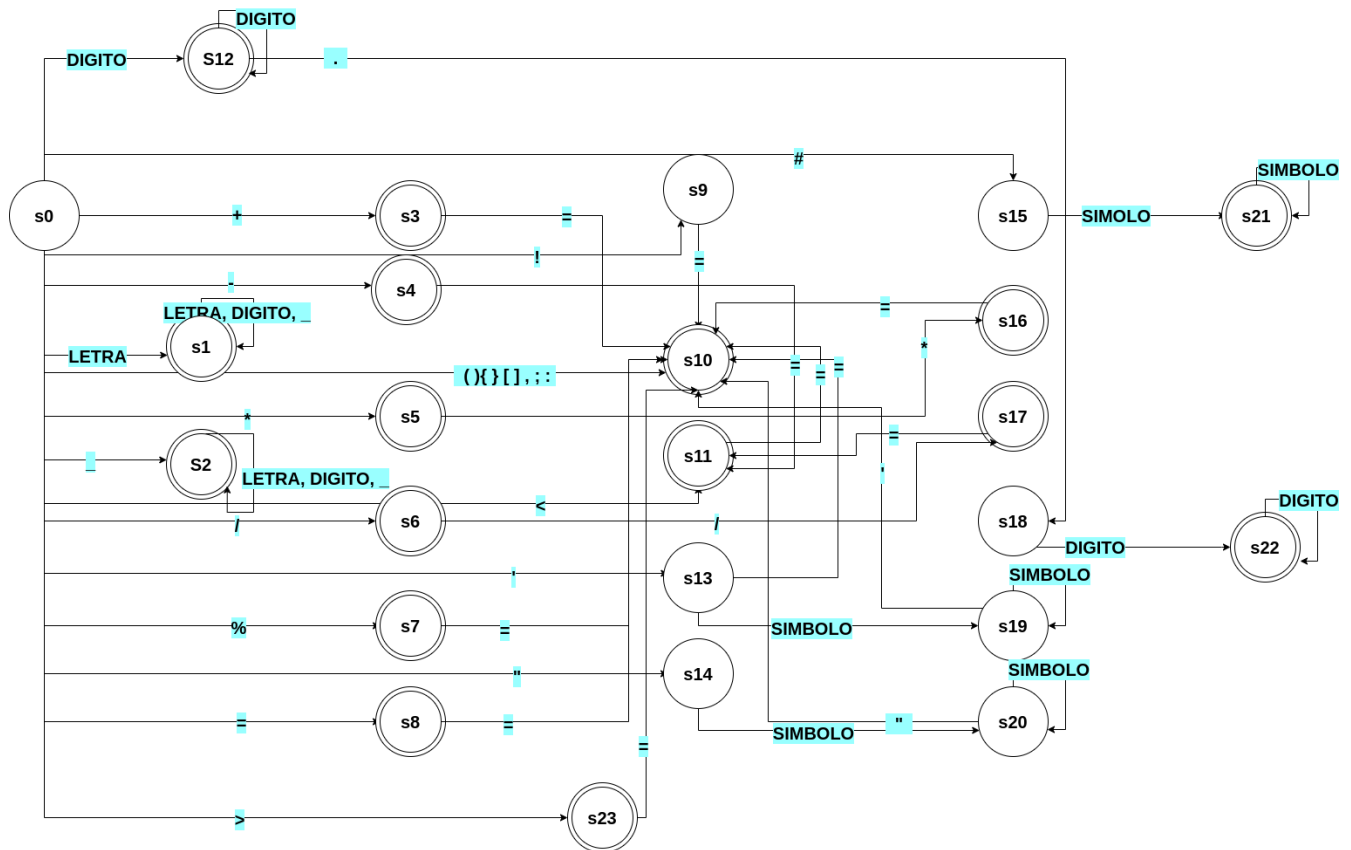 DIGITO
DIGITO
S12
.
#
SIMBOLO
s9
s0
+
s3
=
s15
SIMOLO
s21
!
=
-
s4
=
LETRA, DIGITO, _
s16
s1
*
LETRA
s10
=
=
=
( ){ } [ ] , ; :
*
s5
s17
=
_
S2
s11
'
LETRA, DIGITO, _
<
DIGITO
/
s6
/
s18
DIGITO
s22
'
s13
SIMBOLO
%
s7
=
SIMBOLO
s19
"
s14
SIMBOLO
=
s8
=
"
s20
SIMBOLO
=
>
s23